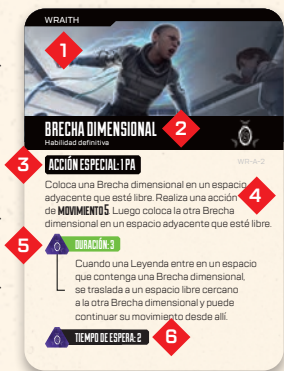 WRAITH
1
BRECHA DIMENSIONAL 2
Habilidad definitiva
3 ACCIÓN ESPECIAL: 1 PA
WR-A-2
Coloca una Brecha dimensional en un espacio
adyacente que esté libre. Realiza una acción 4
de MOVIMIENTO 5. Luego coloca la otra Brecha
dimensional en un espacio adyacente que esté libre.
5 DURACIÓN: 3
Cuando una Leyenda entre en un espacio
que contenga una Brecha dimensional,
se traslada a un espacio libre cercano
a la otra Brecha dimensional y puede
continuar su movimiento desde allí.
TIEMPO DE ESPERA: 2 6